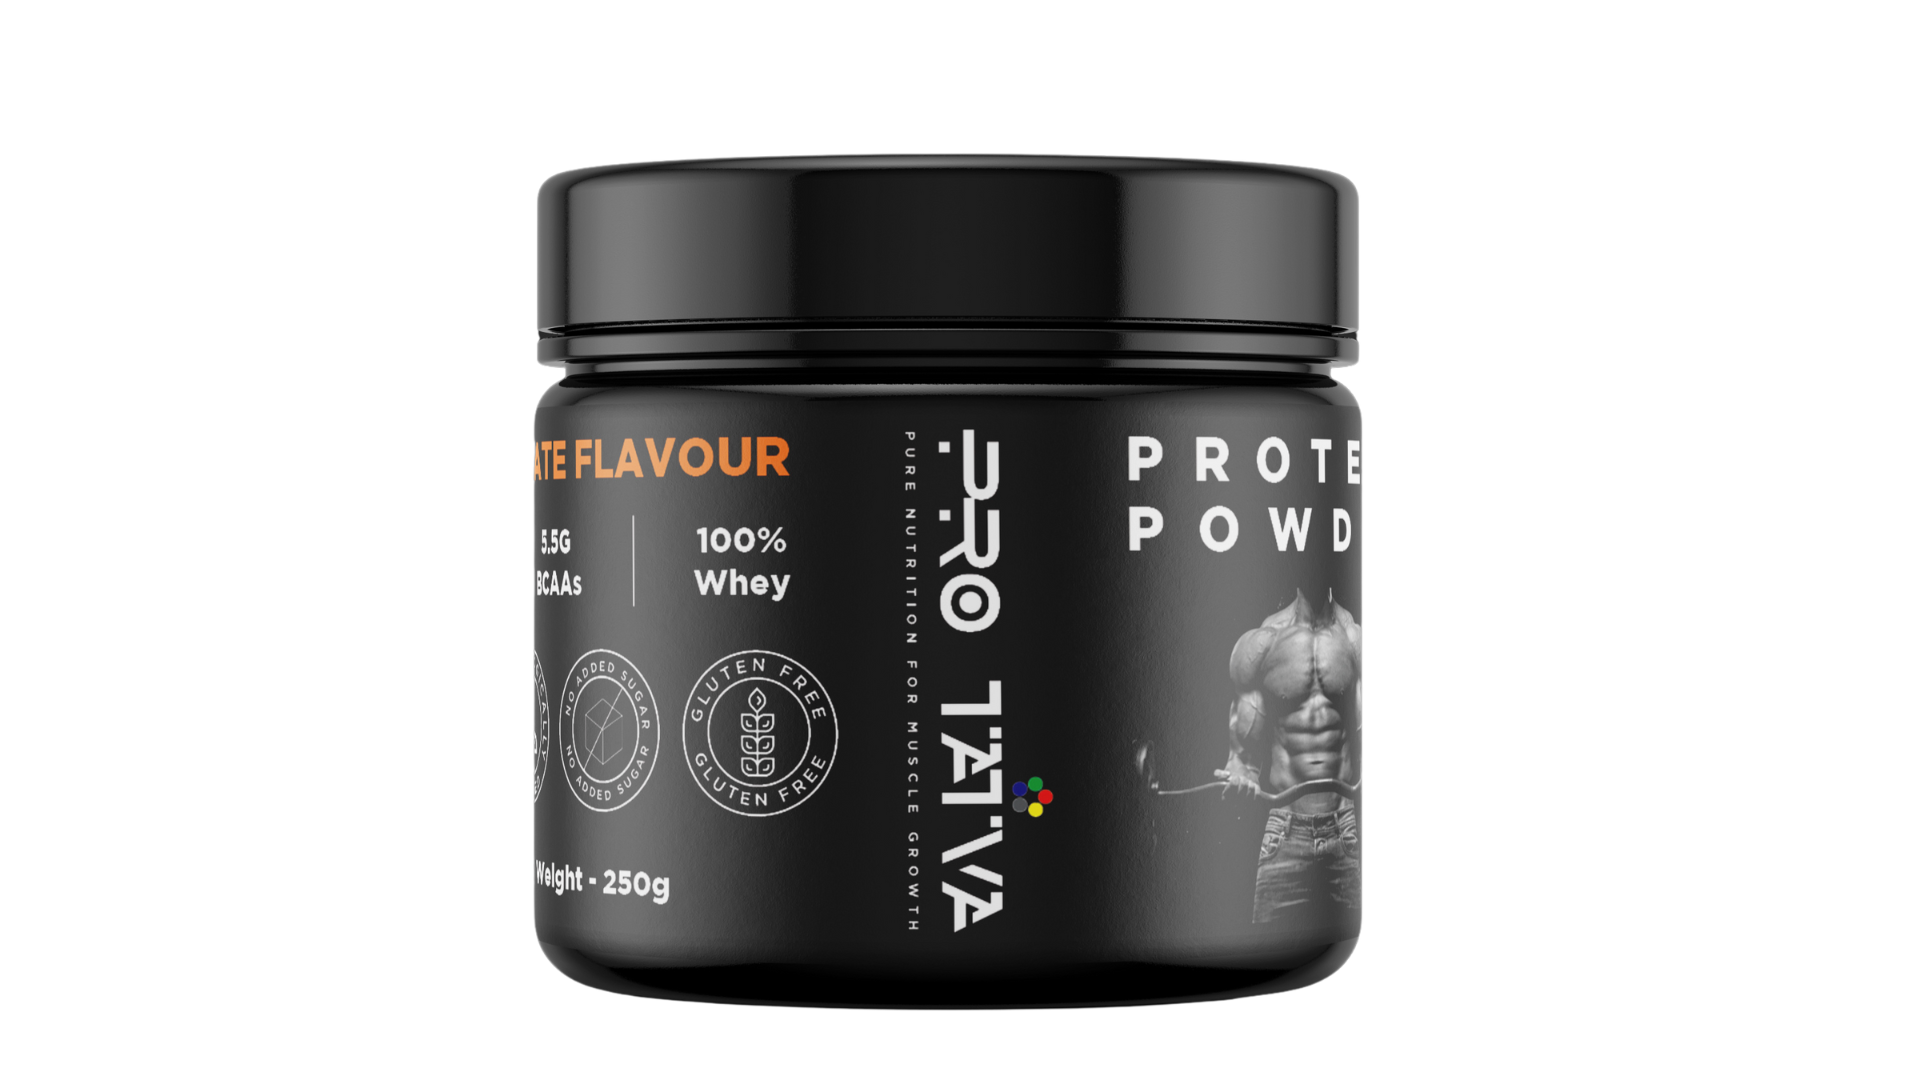 ATE FLAVOUR
5.5G
BCAAs
100%
Whey
NO ADDED SUGAR
NO ADDED SUGAR
GLUTEN FREE
GLUTEN FREE
Weight - 250g
PURE NUTRITION FOR MUSCLE GROWTH
PRO TATVA
PROTE
POWD